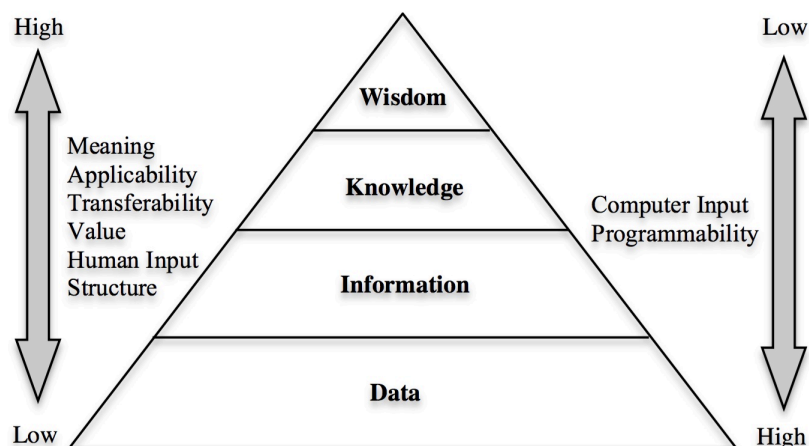 High
Low
Wisdom
Meaning
Applicability
Transferability
Value
Human Input
Structure
Knowledge
Computer Input
Programmability
Information
Data
Low
High